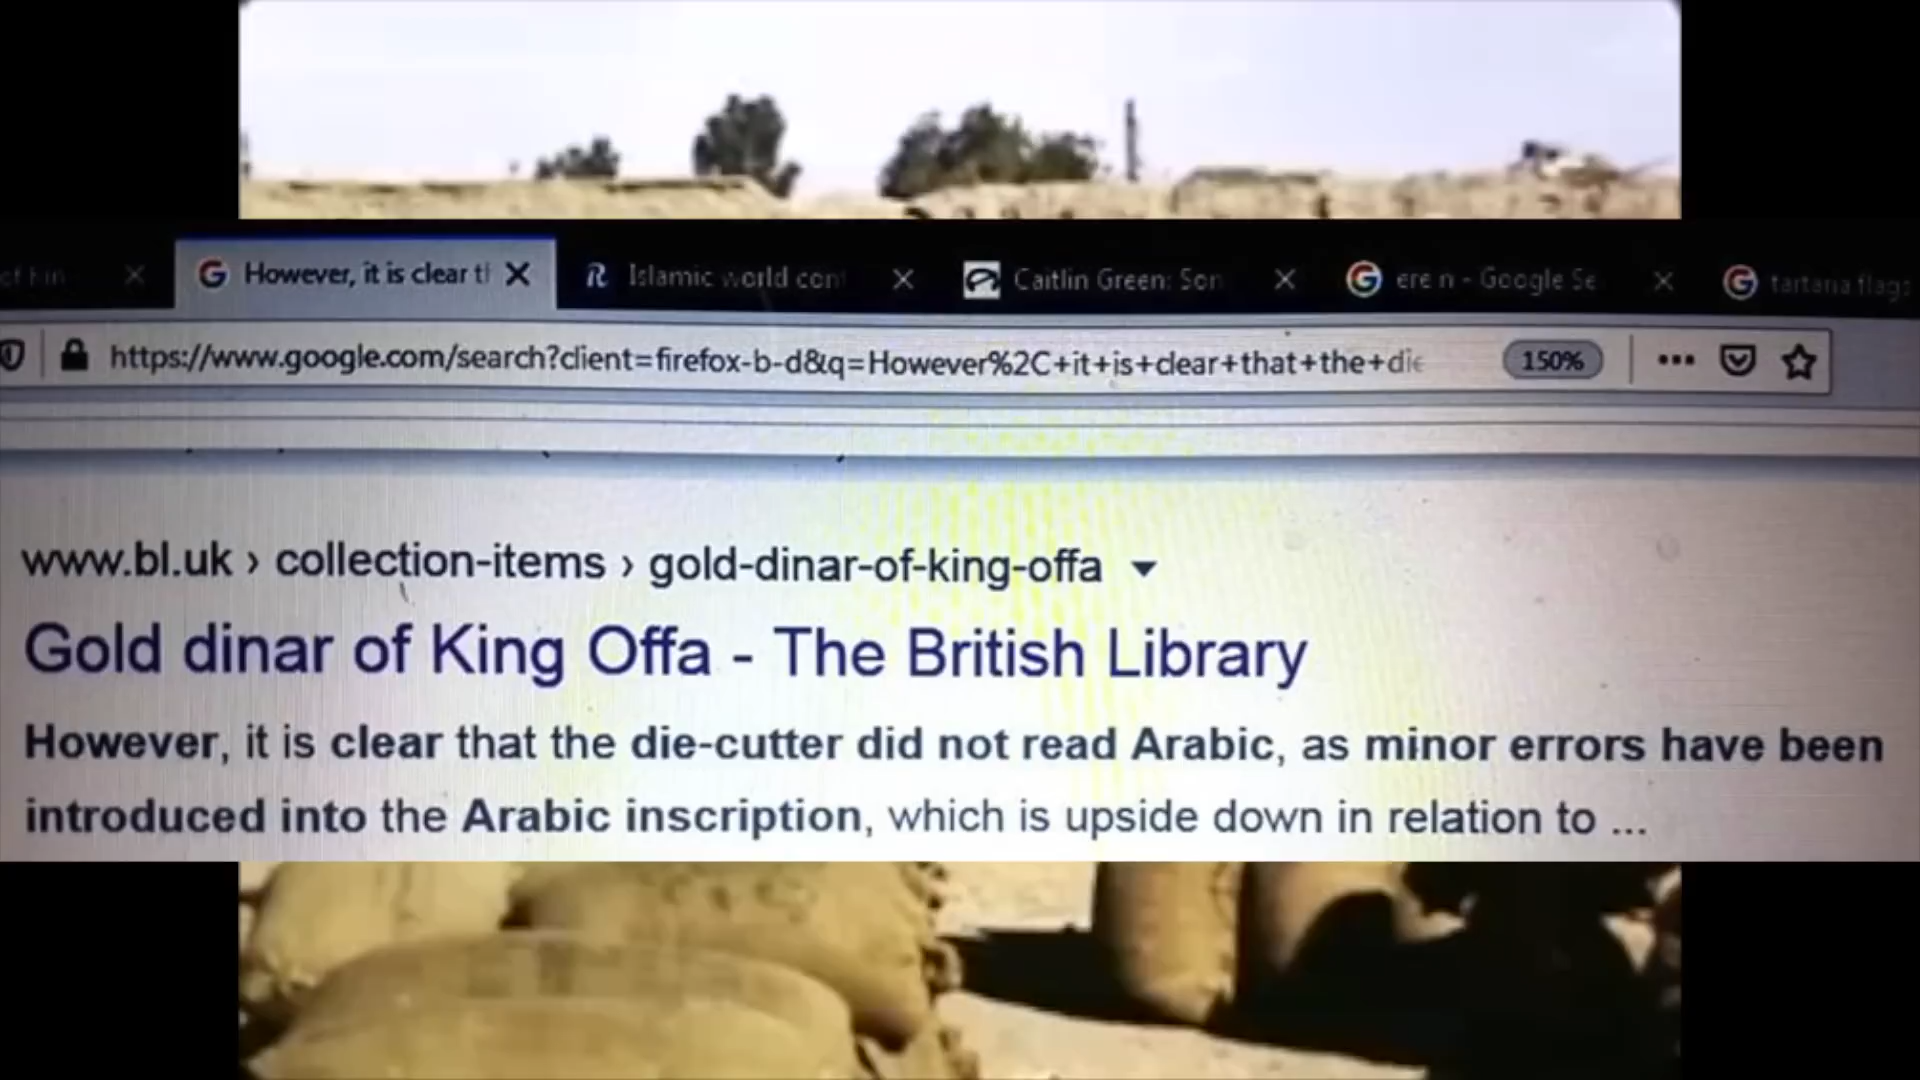 However, it is clear tl
Islamic world con
Caitlin Green: Son
ere n - Google Se
tartaria flags
https://www.google.com/search?client=firefox-b-d&q=However%2C+it+is+clear+that+the+die
150%
www.bl.uk › collection-items › gold-dinar-of-king-offa
Gold dinar of King Offa - The British Library
However, it is clear that the die-cutter did not read Arabic, as minor errors have been
introduced into the Arabic inscription, which is upside down in relation to ...